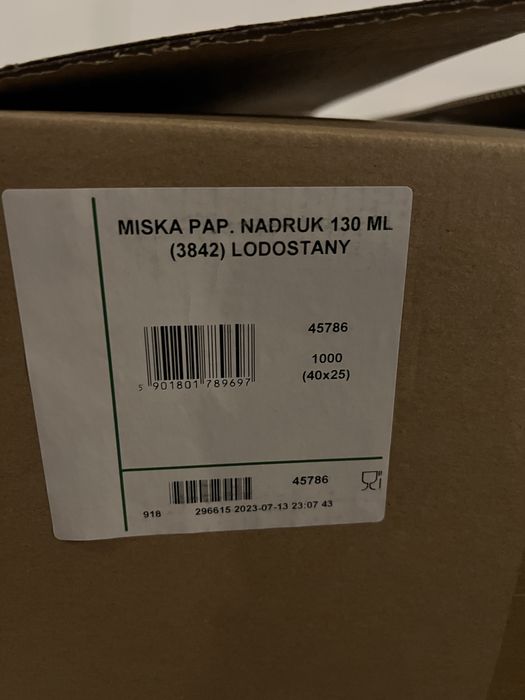 MISKA PAP. NADRUK 130 ML
(3842) LODOSTANY
45786
1000
(40x25)
5 901801 789697
45786
918 296615 2023-07-13 23:07 43